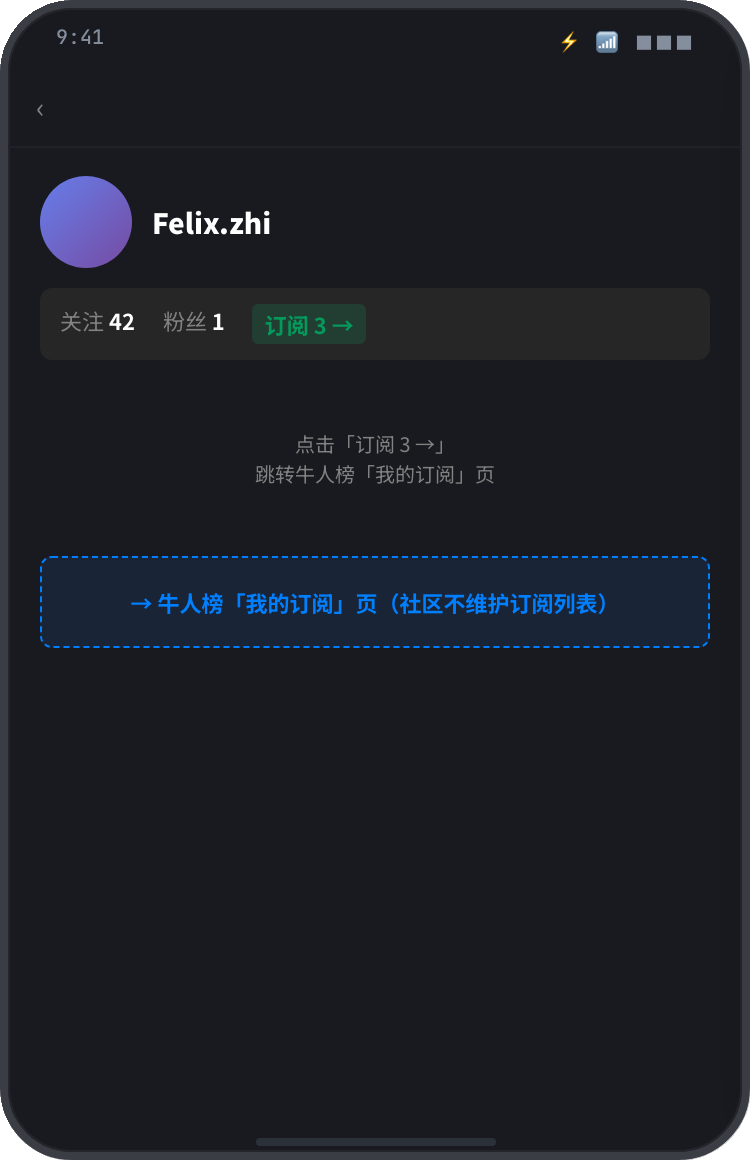 9:41
‹
Felix.zhi
关注 42 粉丝 1 订阅 3 →
点击「订阅 3 →」
跳转牛人榜「我的订阅」页
→ 牛人榜「我的订阅」页（社区不维护订阅列表）